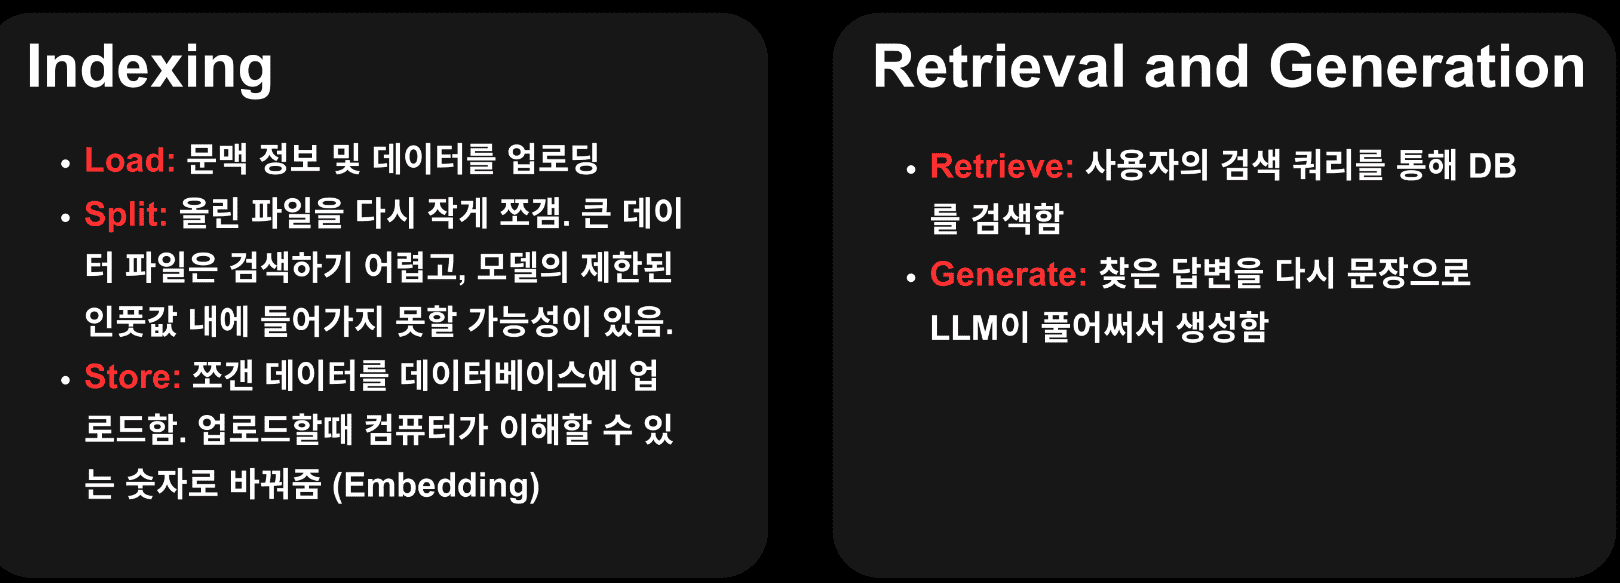 Indexing
• Load: 문맥 정보 및 데이터를 업로딩
• Split: 올린 파일을 다시 작게 쪼갬. 큰 데이
터 파일은 검색하기 어렵고, 모델의 제한된
인풋값 내에 들어가지 못할 가능성이 있음.
• Store: 쪼갠 데이터를 데이터베이스에 업
로드함. 업로드할때 컴퓨터가 이해할 수 있
는 숫자로 바꿔줌 (Embedding)
Retrieval and Generation
• Retrieve: 사용자의 검색 쿼리를 통해 DB
를 검색함
• Generate: 찾은 답변을 다시 문장으로
LLM이 풀어써서 생성함